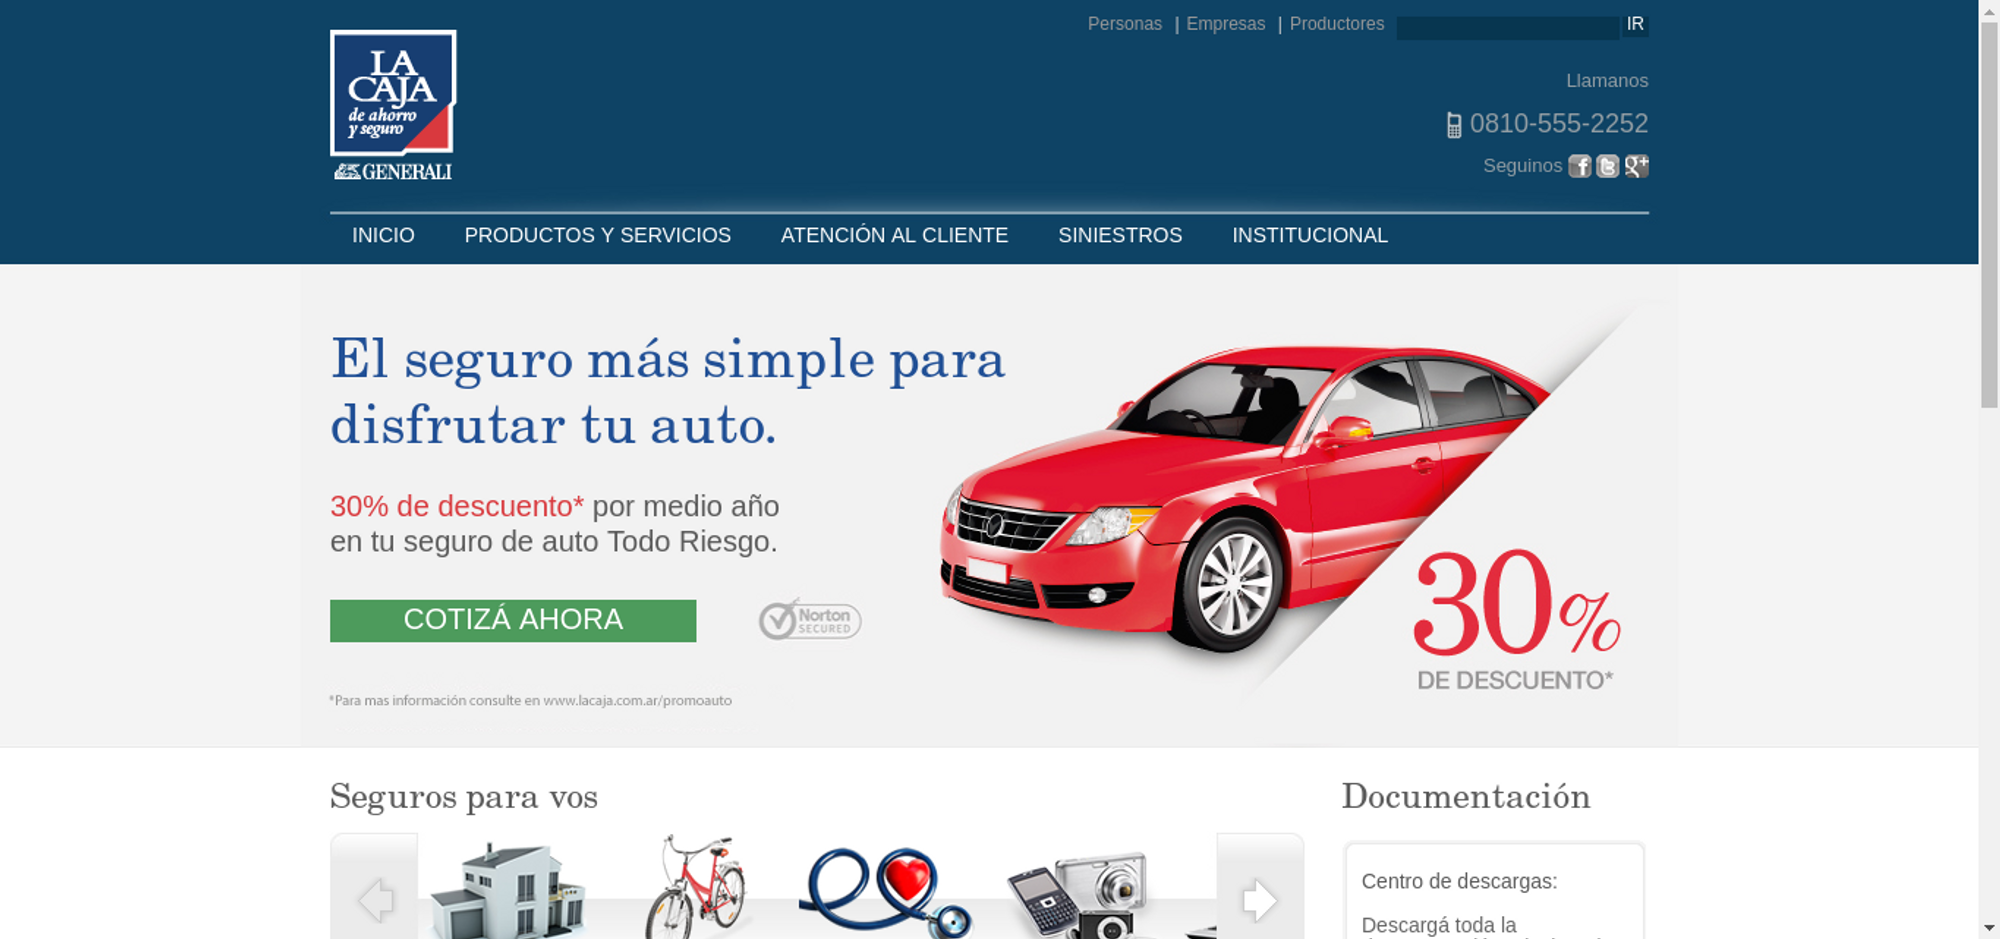 Personas | Empresas | Productores IR
LA
CAJA
de ahorro
y seguro
GENERALI
Llamanos
0810-555-2252
Seguinos
INICIO PRODUCTOS Y SERVICIOS ATENCIÓN AL CLIENTE SINIESTROS INSTITUCIONAL
El seguro más simple para
disfrutar tu auto.
30% de descuento* por medio año
en tu seguro de auto Todo Riesgo.
COTIZÁ AHORA
Norton
SECURED
30%
DE DESCUENTO*
*Para mas información consulte en www.lacaja.com.ar/promoauto
Seguros para vos
Documentación
Centro de descargas:
Descargá toda la